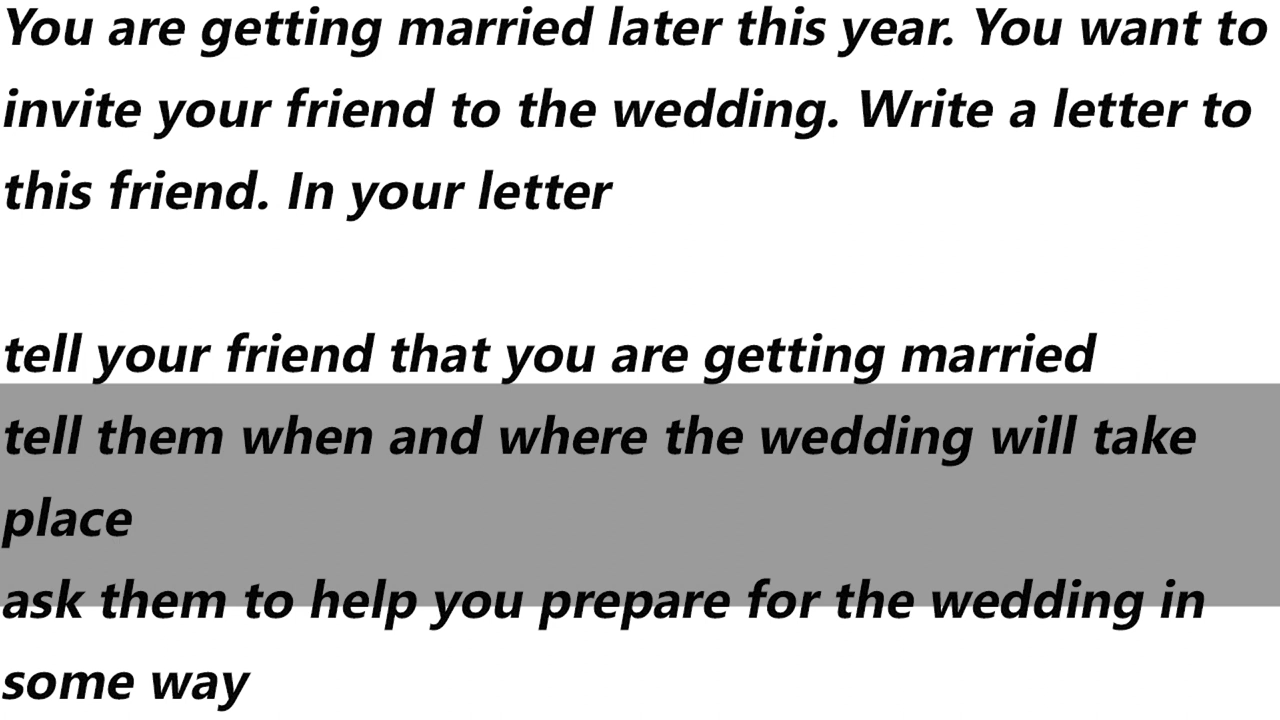 You are getting married later this year. You want to
invite your friend to the wedding. Write a letter to
this friend. In your letter
tell your friend that you are getting married
tell them when and where the wedding will take
place
ask them to help you prepare for the wedding in
some way